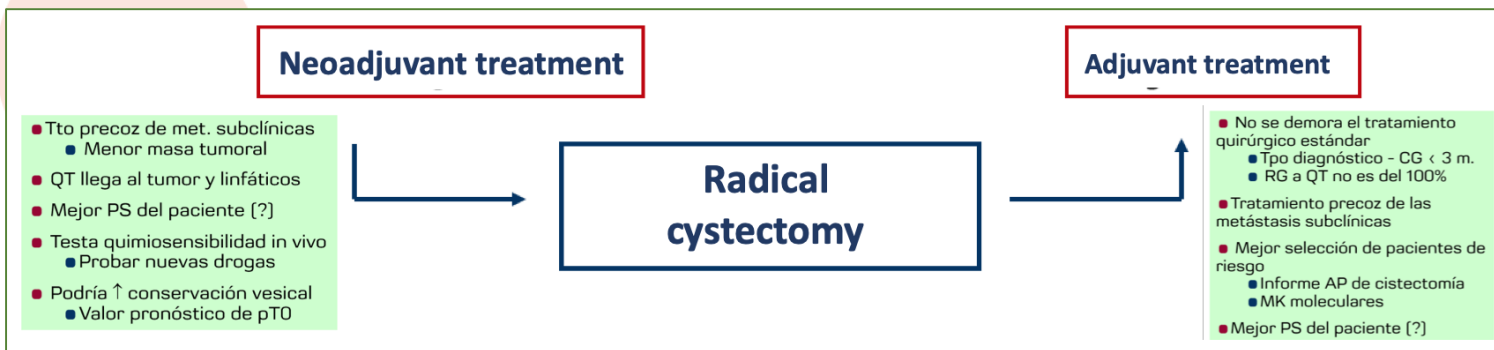 Neoadjuvant treatment
Tto precoz de met. subclínicas
Menor masa tumoral
QT llega al tumor y linfáticos
Mejor PS del paciente (?)
Testa quimiosensibilidad in vivo
Probar nuevas drogas
Podría ↑ conservación vesical
Valor pronóstico de pT0
Radical
cystectomy
Adjuvant treatment
No se demora el tratamiento
quirúrgico estándar
Tpo diagnóstico - CG < 3 m.
RG a QT no es del 100%
Tratamiento precoz de las
metástasis subclínicas
Mejor selección de pacientes de
riesgo
Informe AP de cistectomía
MK moleculares
Mejor PS del paciente (?)